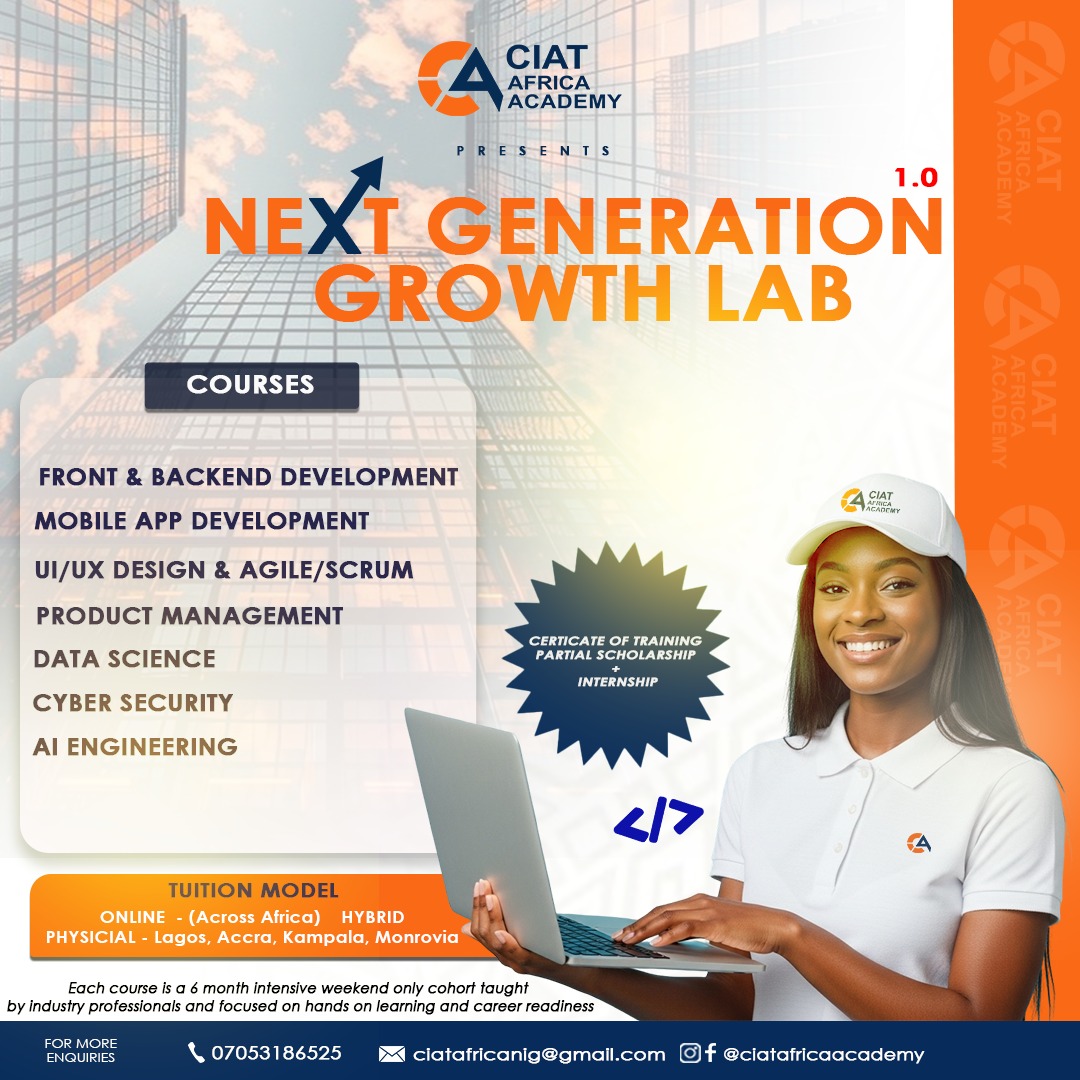 CIAT
AFRICA
ACADEMY
PRESENTS
1.0
NEXT GENERATION
GROWTH LAB
COURSES
FRONT & BACKEND DEVELOPMENT
MOBILE APP DEVELOPMENT
UI/UX DESIGN & AGILE/SCRUM
PRODUCT MANAGEMENT
DATA SCIENCE
CYBER SECURITY
AI ENGINEERING
CERTICATE OF TRAINING
PARTIAL SCHOLARSHIP
+
INTERNSHIP
CIAT
AFRICA
ACADEMY
</>
TUITION MODEL
ONLINE - (Across Africa) HYBRID
PHYSICIAL - Lagos, Accra, Kampala, Monrovia
Each course is a 6 month intensive weekend only cohort taught
by industry professionals and focused on hands on learning and career readiness
FOR MORE
ENQUIRIES
07053186525
ciatafricanig@gmail.com
@ciatafricaacademy
CIAT
AFRICA
ACADEMY
CIAT
AFRICA
ACADEMY
CIAT
AFRICA